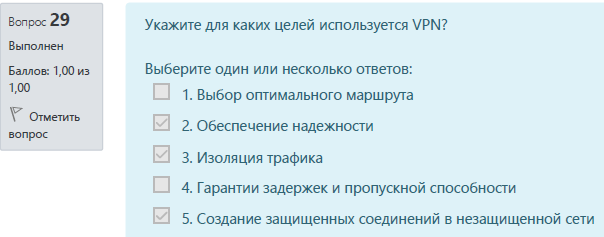 Вопрос 29
Выполнен
Баллов: 1,00 из
1,00
Отметить
вопрос
Укажите для каких целей используется VPN?
Выберите один или несколько ответов:
1. Выбор оптимального маршрута
2. Обеспечение надежности
3. Изоляция трафика
4. Гарантии задержек и пропускной способности
5. Создание защищенных соединений в незащищенной сети